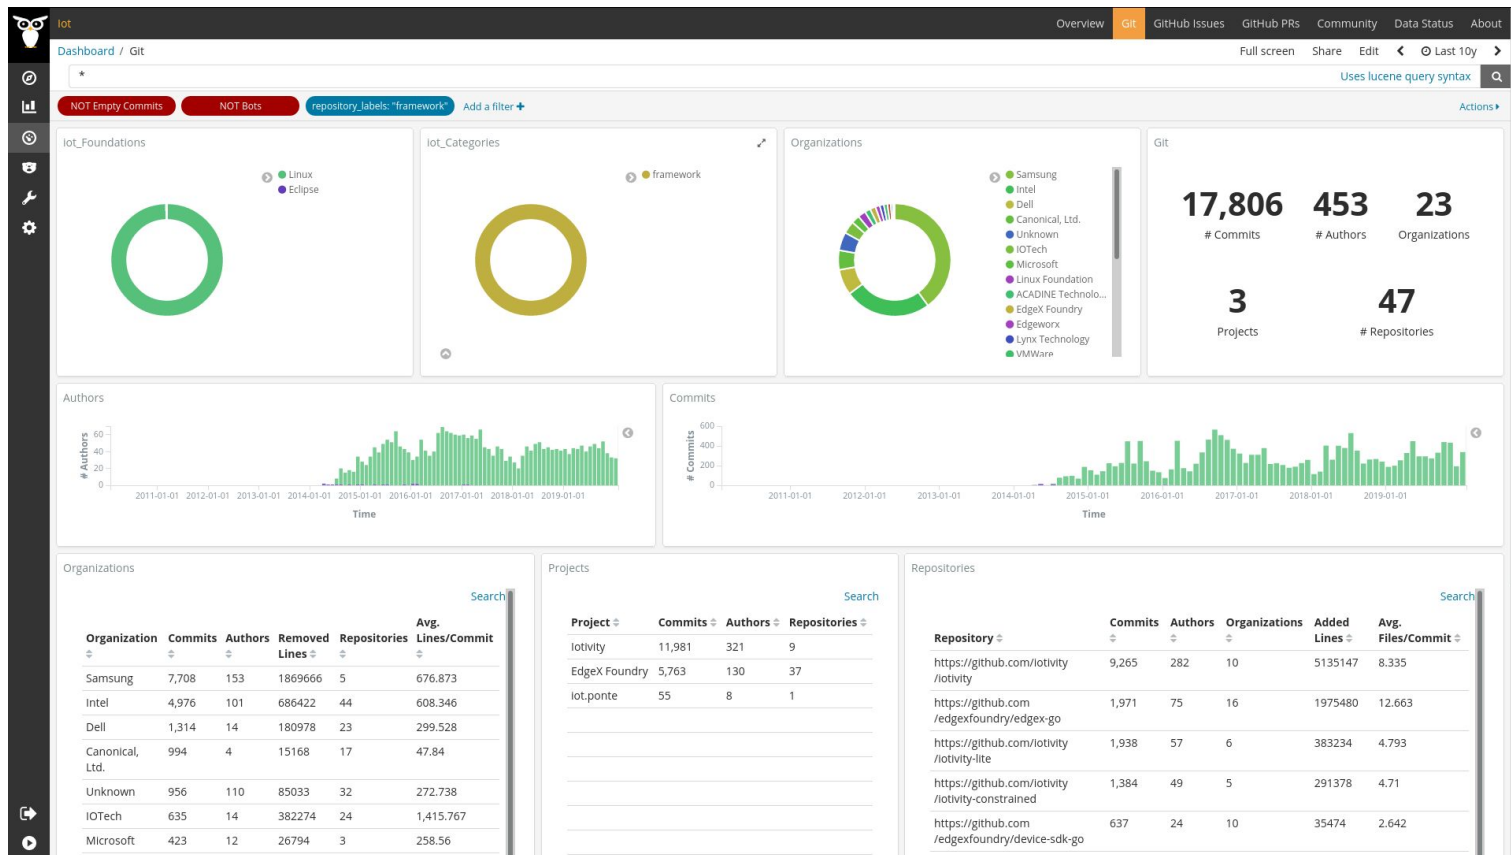 Iot
Overview Git GitHub Issues GitHub PRs Community Data Status About
Dashboard / Git
Full screen Share Edit Last 10y
*
Uses lucene query syntax
NOT Empty Commits NOT Bots repository_labels: "framework" Add a filter +
Actions
iot_Foundations
Linux
Eclipse
iot_Categories
framework
Organizations
Samsung
Intel
Dell
Canonical, Ltd.
Unknown
IOTech
Microsoft
Linux Foundation
ACADINE Technolo...
EdgeX Foundry
Edgeworx
Lynx Technology
VMWare
Git
17,806 453 23
# Commits # Authors Organizations
3 47
Projects # Repositories
Authors
# Authors
60
40
20
0
2011-01-01 2012-01-01 2013-01-01 2014-01-01 2015-01-01 2016-01-01 2017-01-01 2018-01-01 2019-01-01
Time
Commits
# Commits
600
400
200
0
2011-01-01 2012-01-01 2013-01-01 2014-01-01 2015-01-01 2016-01-01 2017-01-01 2018-01-01 2019-01-01
Time
Organizations
Search
Organization Commits Authors Removed Lines Repositories Avg. Lines/Commit
Samsung 7,708 153 1869666 5 676.873
Intel 4,976 101 686422 44 608.346
Dell 1,314 14 180978 23 299.528
Canonical, Ltd. 994 4 15168 17 47.84
Unknown 956 110 85033 32 272.738
IOTech 635 14 382274 24 1,415.767
Microsoft 423 12 26794 3 258.56
Projects
Search
Project Commits Authors Repositories
Iotivity 11,981 321 9
EdgeX Foundry 5,763 130 37
iot.ponte 55 8 1
Repositories
Search
Repository Commits Authors Organizations Added Lines Avg. Files/Commit
https://github.com/iotivity
/iotivity 9,265 282 10 5135147 8.335
https://github.com
/edgexfoundry/edgex-go 1,971 75 16 1975480 12.663
https://github.com/iotivity
/iotivity-lite 1,938 57 6 383234 4.793
https://github.com/iotivity
/iotivity-constrained 1,384 49 5 291378 4.71
https://github.com
/edgexfoundry/device-sdk-go 637 24 10 35474 2.642